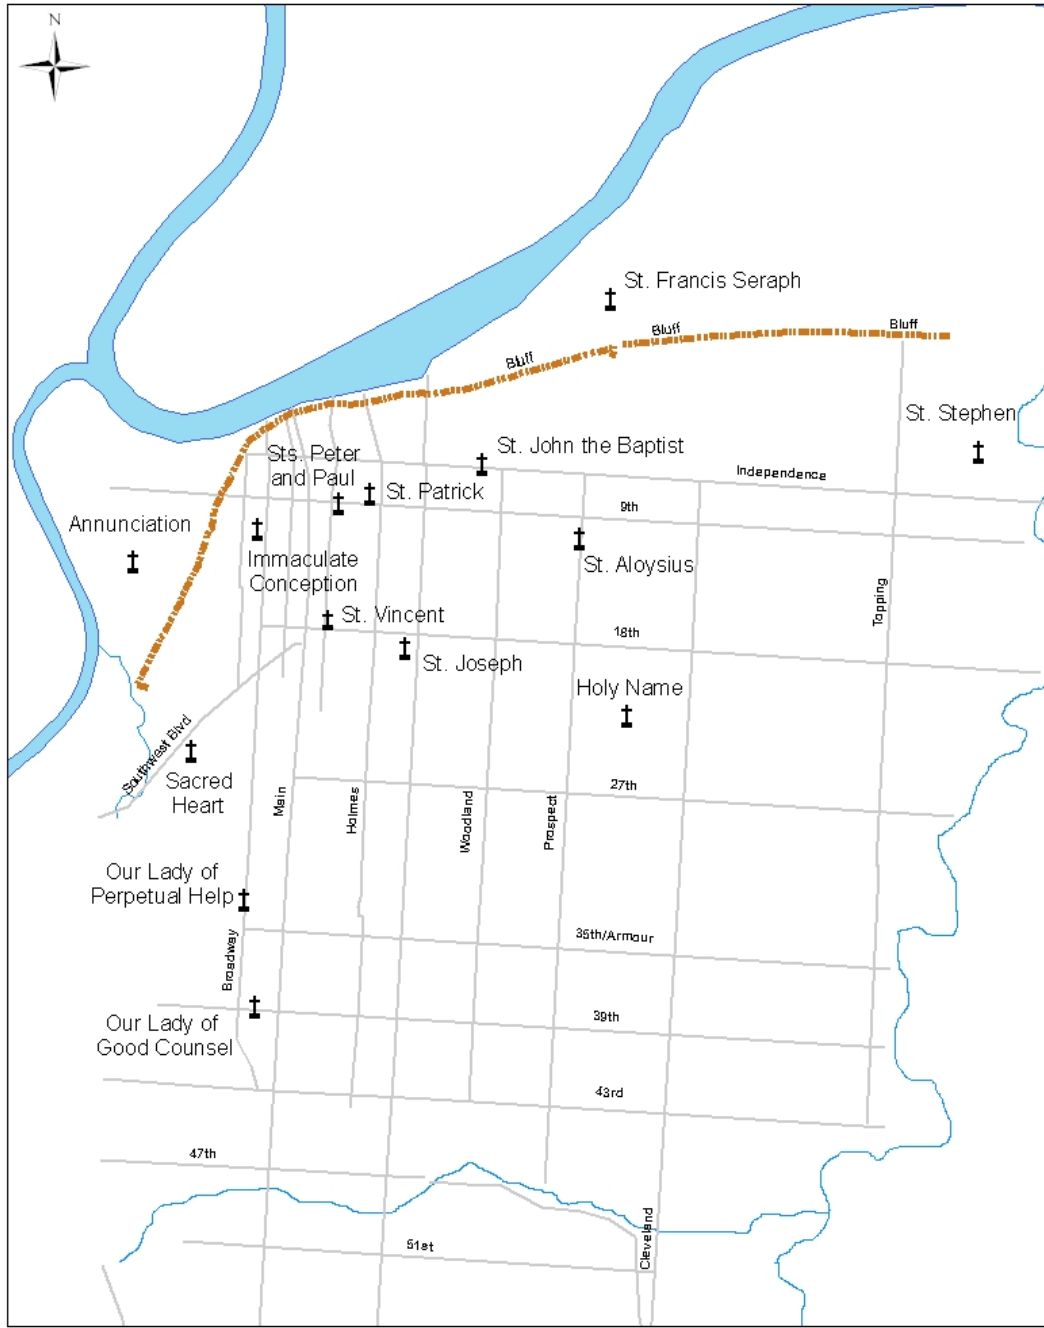 N
St. Francis Seraph
Bluff
Bluff
Bluff
St. Stephen
Sts. Peter
and Paul
St. John the Baptist
Independence
St. Patrick
9th
Annunciation
Immaculate
Conception
St. Aloysius
Topping
St. Vincent
18th
St. Joseph
Holy Name
Southwest Blvd
Sacred
Heart
27th
Main
Holmes
Woodland
Prospect
Our Lady of
Perpetual Help
35th/Armour
Broadway
39th
Our Lady of
Good Counsel
43rd
47th
Cleveland
51st